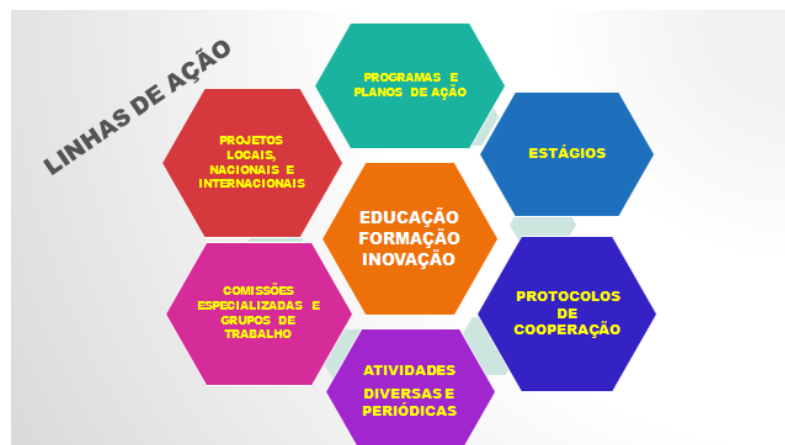 LINHAS DE AÇÃO
PROGRAMAS E
PLANOS DE AÇÃO
ESTÁGIOS
PROTOCOLOS
DE
COOPERAÇÃO
ATIVIDADES
DIVERSAS E
PERIÓDICAS
COMISSÕES
ESPECIALIZADAS E
GRUPOS DE
TRABALHO
PROJETOS
LOCAIS,
NACIONAIS E
INTERNACIONAIS
EDUCAÇÃO
FORMAÇÃO
INOVAÇÃO